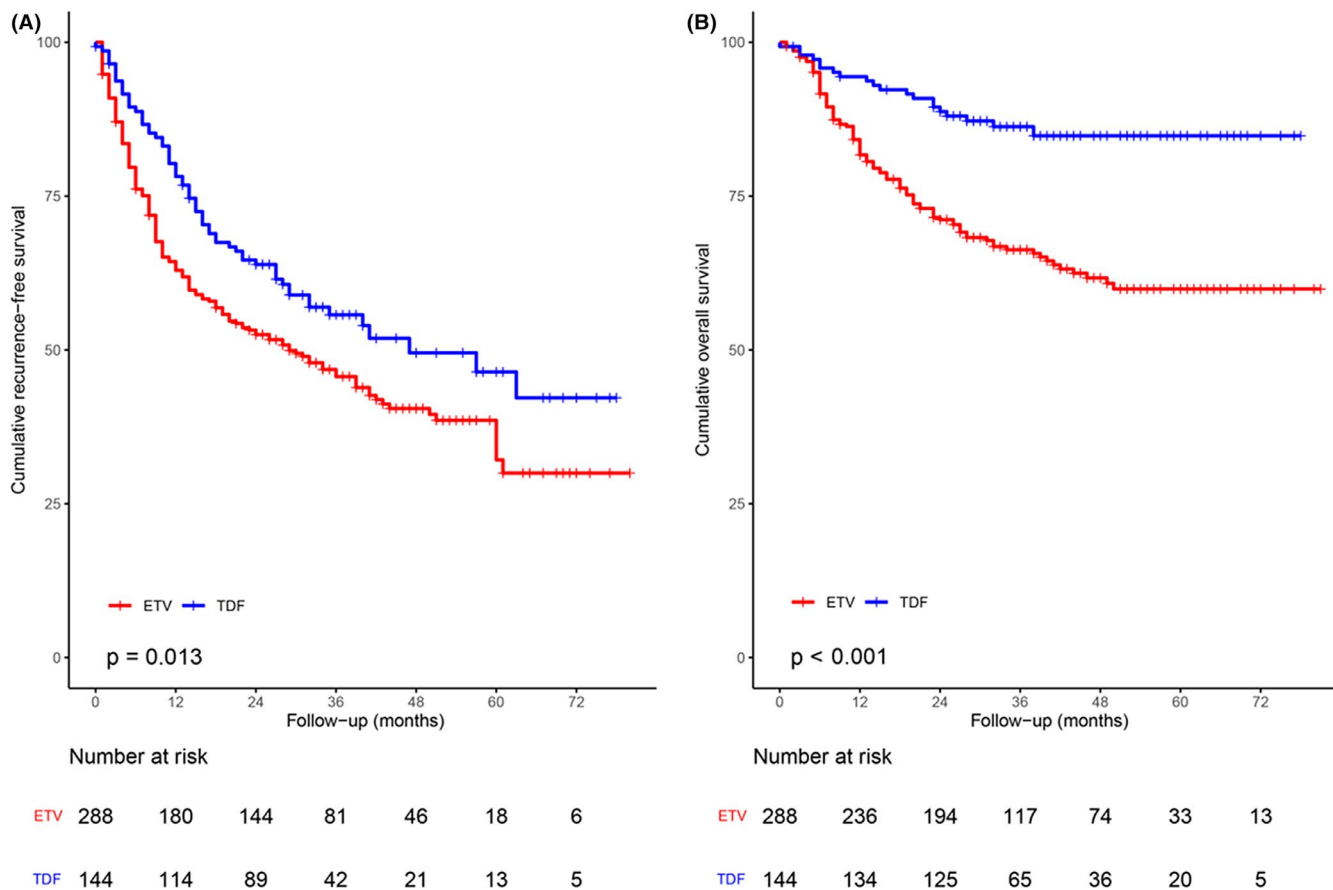 (A)
Cumulative recurrence-free survival
100
75
50
25
0
ETV TDF
p = 0.013
0 12 24 36 48 60 72
Follow-up (months)
Number at risk
ETV 288 180 144 81 46 18 6
TDF 144 114 89 42 21 13 5
(B)
Cumulative overall survival
100
75
50
25
0
ETV TDF
p < 0.001
0 12 24 36 48 60 72
Follow-up (months)
Number at risk
ETV 288 236 194 117 74 33 13
TDF 144 134 125 65 36 20 5